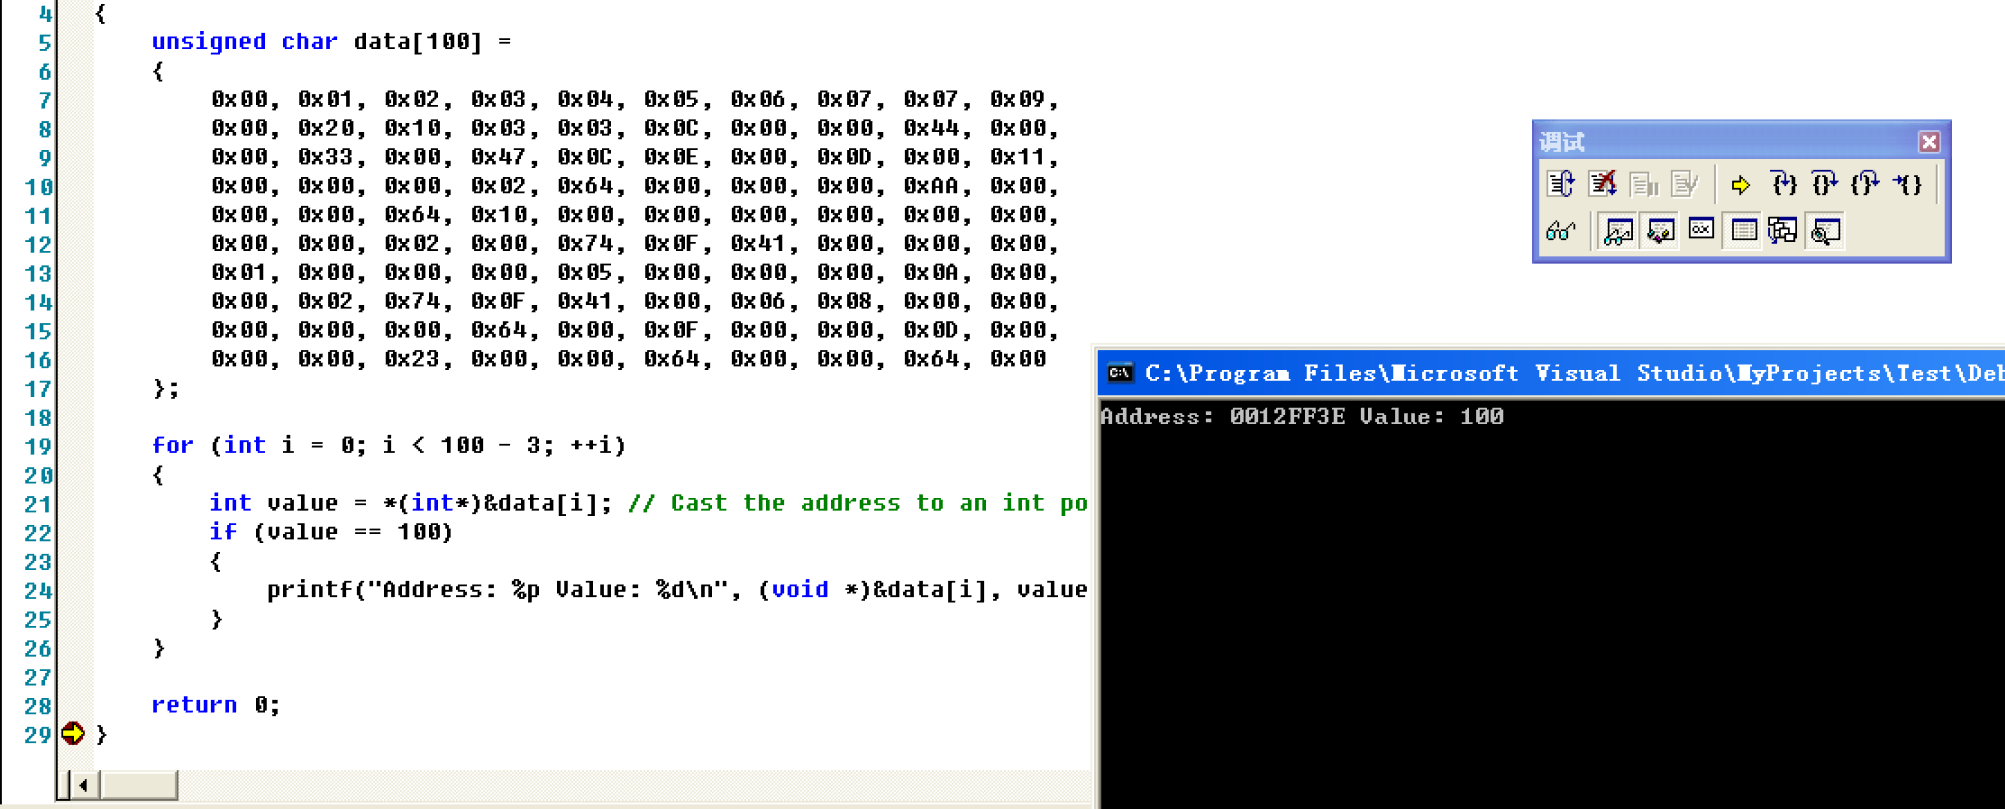 4 {
5 unsigned char data[100] =
6 {
7 0x00, 0x01, 0x02, 0x03, 0x04, 0x05, 0x06, 0x07, 0x07, 0x09,
8 0x00, 0x20, 0x10, 0x03, 0x03, 0x0C, 0x00, 0x00, 0x44, 0x00,
9 0x00, 0x33, 0x00, 0x47, 0x0C, 0x0E, 0x00, 0x0D, 0x00, 0x11,
10 0x00, 0x00, 0x00, 0x02, 0x64, 0x00, 0x00, 0x00, 0xAA, 0x00,
11 0x00, 0x00, 0x64, 0x10, 0x00, 0x00, 0x00, 0x00, 0x00, 0x00,
12 0x00, 0x00, 0x02, 0x00, 0x74, 0x0F, 0x41, 0x00, 0x00, 0x00,
13 0x01, 0x00, 0x00, 0x00, 0x05, 0x00, 0x00, 0x00, 0x0A, 0x00,
14 0x00, 0x02, 0x74, 0x0F, 0x41, 0x00, 0x06, 0x08, 0x00, 0x00,
15 0x00, 0x00, 0x00, 0x64, 0x00, 0x0F, 0x00, 0x00, 0x0D, 0x00,
16 0x00, 0x00, 0x23, 0x00, 0x00, 0x64, 0x00, 0x00, 0x64, 0x00
17 };
18
19 for (int i = 0; i < 100 - 3; ++i)
20 {
21 int value = *(int*)&data[i]; // Cast the address to an int po
22 if (value == 100)
23 {
24 printf("Address: %p Value: %d\n", (void *)&data[i], value
25 }
26 }
27
28 return 0;
29 }
调试
C:\Program Files\Microsoft Visual Studio\MyProjects\Test\Deb
Address: 0012FF3E Value: 100